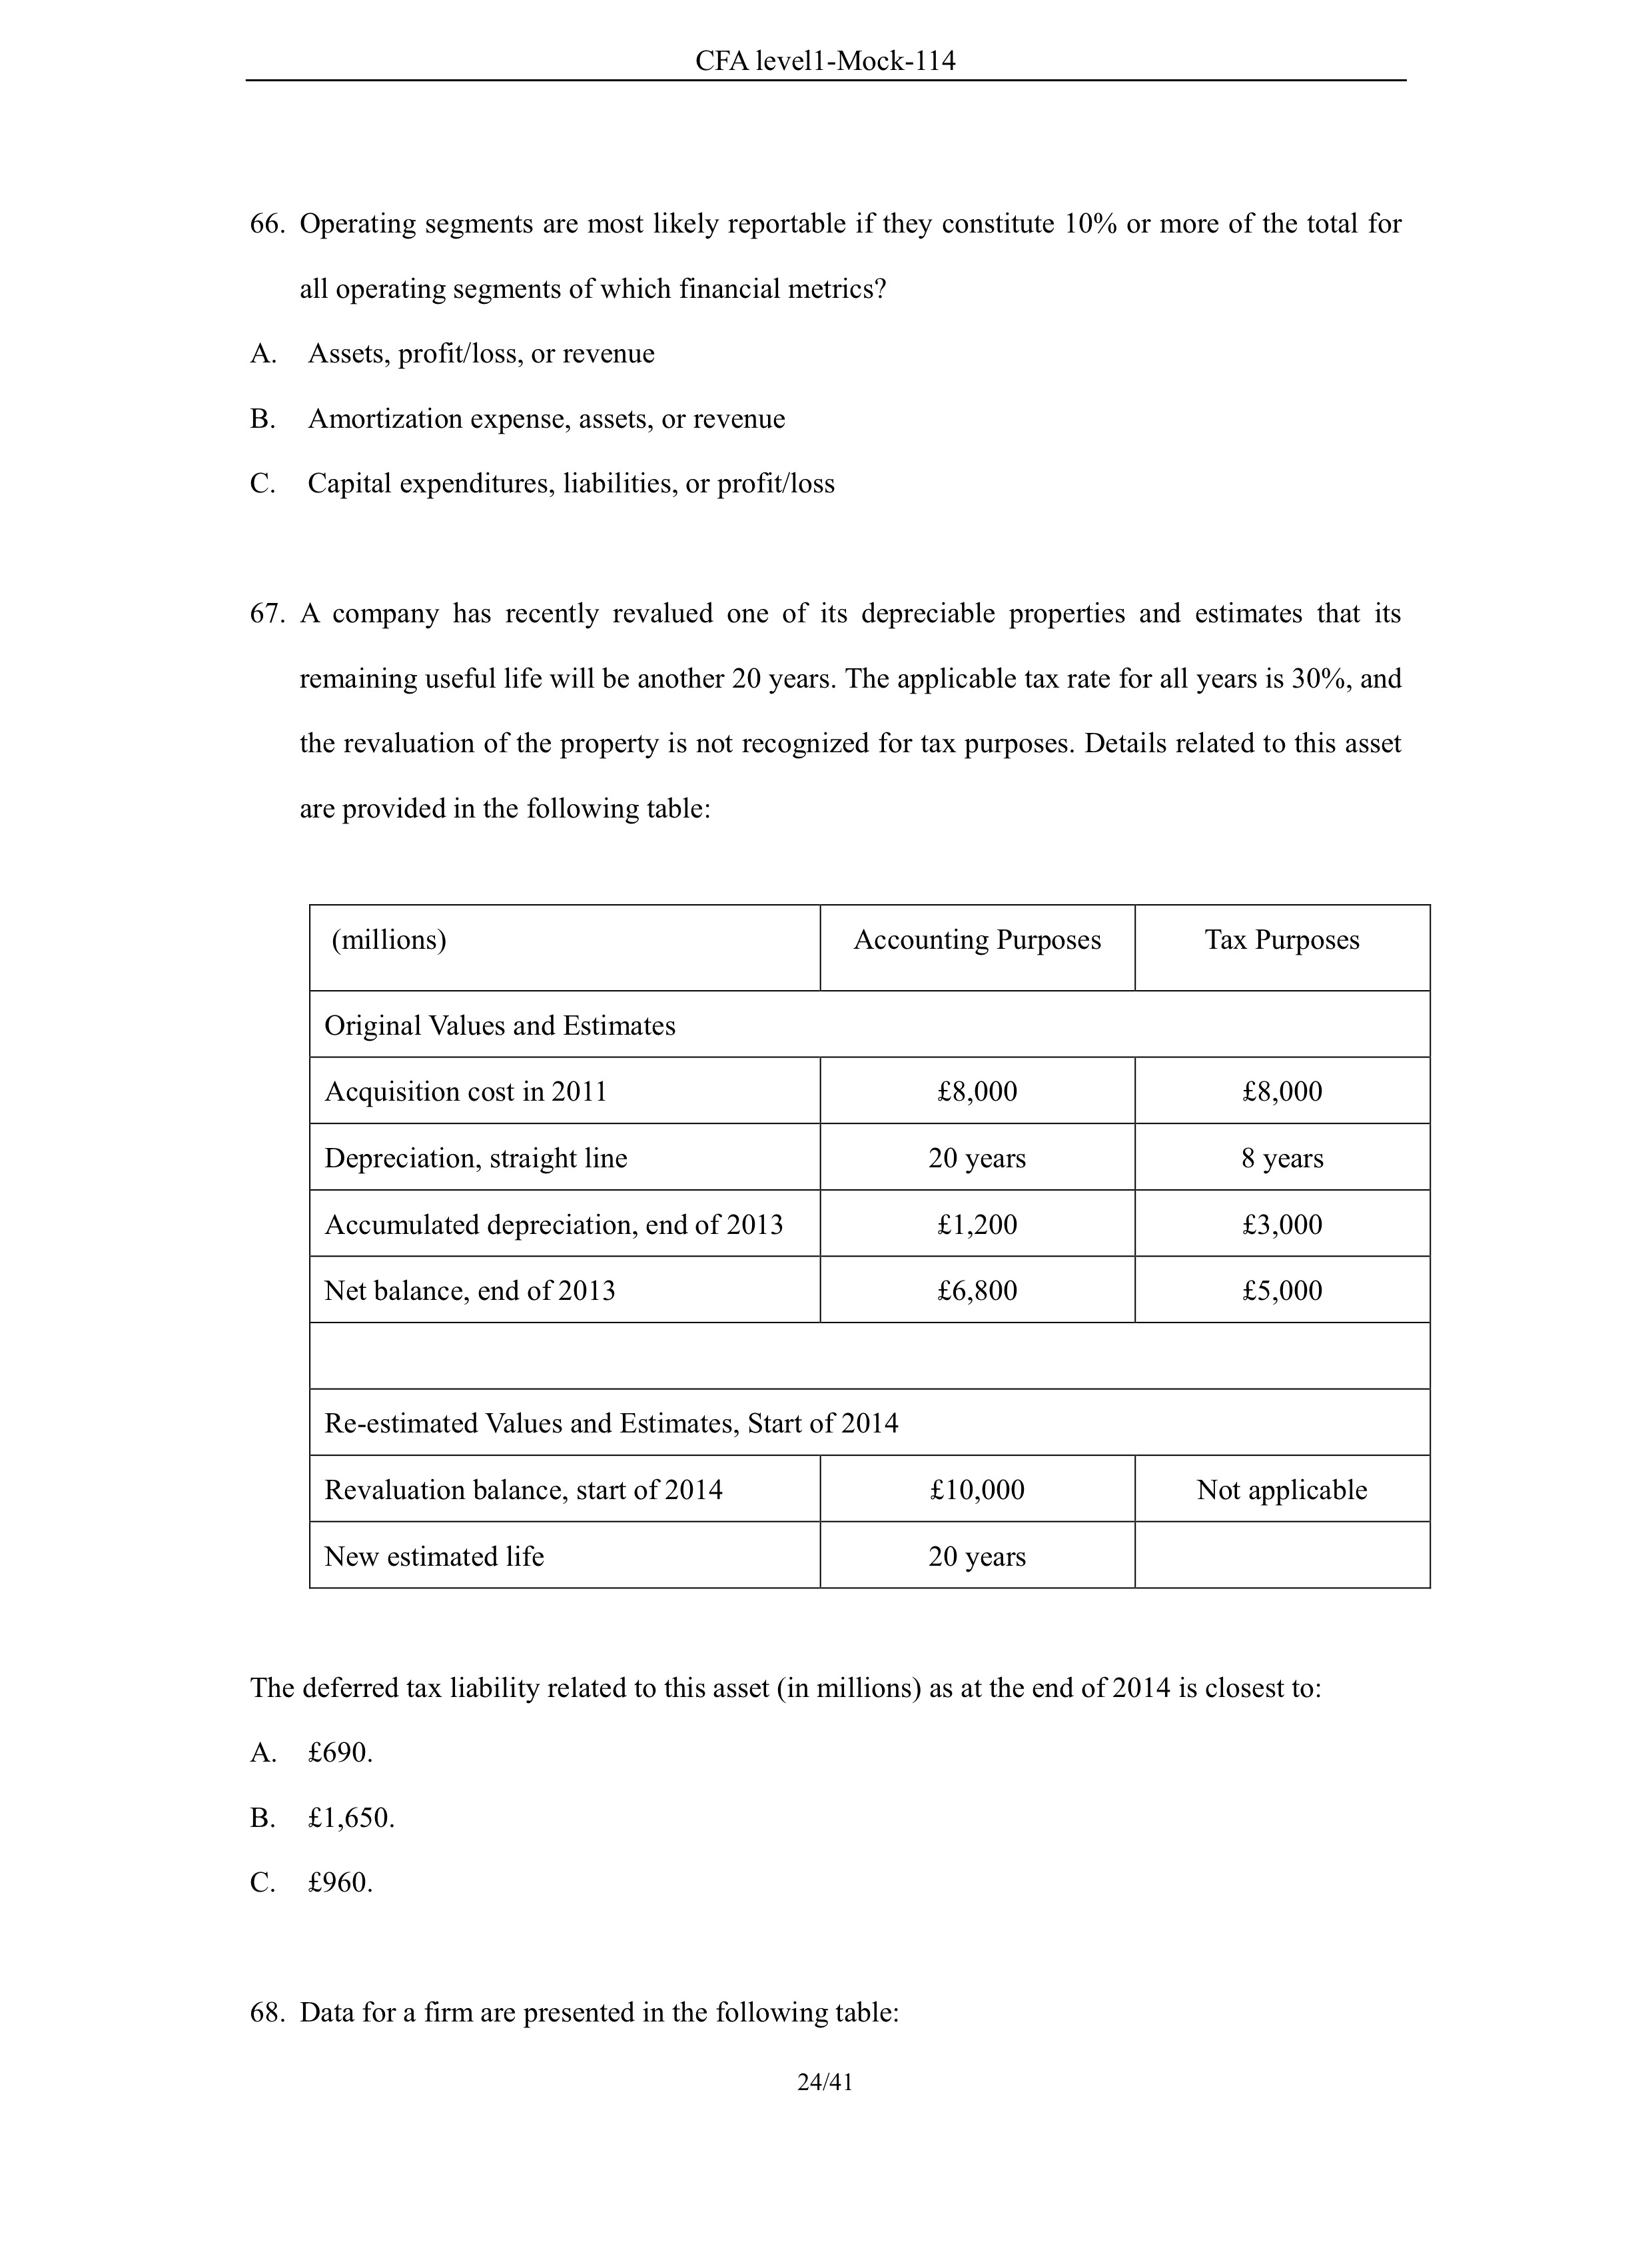 CFA level1-Mock-114
66. Operating segments are most likely reportable if they constitute 10% or more of the total for
all operating segments of which financial metrics?
A. Assets, profit/loss, or revenue
B. Amortization expense, assets, or revenue
C. Capital expenditures, liabilities, or profit/loss
67. A company has recently revalued one of its depreciable properties and estimates that its
remaining useful life will be another 20 years. The applicable tax rate for all years is 30%, and
the revaluation of the property is not recognized for tax purposes. Details related to this asset
are provided in the following table:
(millions) Accounting Purposes Tax Purposes
Original Values and Estimates
Acquisition cost in 2011 £8,000 £8,000
Depreciation, straight line 20 years 8 years
Accumulated depreciation, end of 2013 £1,200 £3,000
Net balance, end of 2013 £6,800 £5,000
Re-estimated Values and Estimates, Start of 2014
Revaluation balance, start of 2014 £10,000 Not applicable
New estimated life 20 years
The deferred tax liability related to this asset (in millions) as at the end of 2014 is closest to:
A. £690.
B. £1,650.
C. £960.
68. Data for a firm are presented in the following table:
24/41